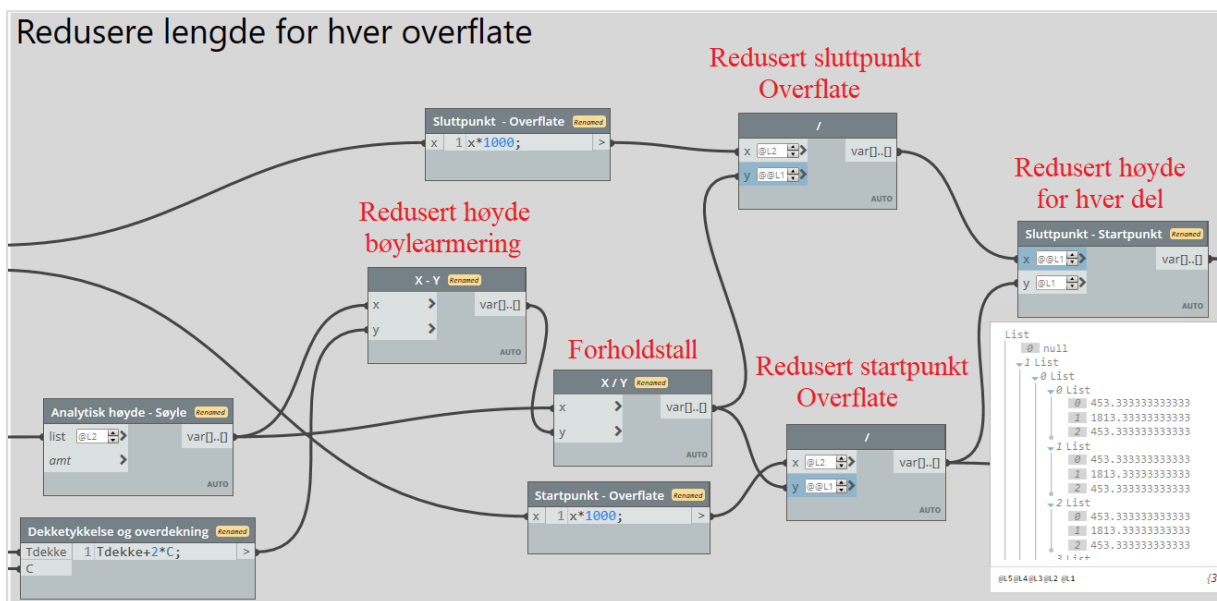 Redusere lengde for hver overflate
Redusert sluttpunkt
Overflate
Sluttpunkt - Overflate Renamed
x 1 x*1000; >
/
x @L2 > var[]..[]
y @@L1 >
AUTO
Redusert høyde
for hver del
Sluttpunkt - Startpunkt Renamed
x @@L1 > var[]..[]
y @L1 >
AUTO
Redusert høyde
bøylearmering
X - Y Renamed
x > var[]..[]
y >
AUTO
Forholdstall
X / Y Renamed
x > var[]..[]
y >
AUTO
Redusert startpunkt
Overflate
/
x @L2 > var[]..[]
y @@L1 >
AUTO
Analytisk høyde - Søyle Renamed
list @L2 > var[]..[]
amt >
AUTO
Startpunkt - Overflate Renamed
x 1 x*1000; >
Dekketykkelse og overdekning Renamed
Tdekke 1 Tdekke+2*C; >
C
List
0 null
1 List
0 List
0 List
0 453.333333333333
1 1813.33333333333
2 453.333333333333
1 List
0 453.333333333333
1 1813.33333333333
2 453.333333333333
2 List
0 453.333333333333
1 1813.33333333333
2 453.333333333333
3 List
@L5 @L4 @L3 @L2 @L1 {3